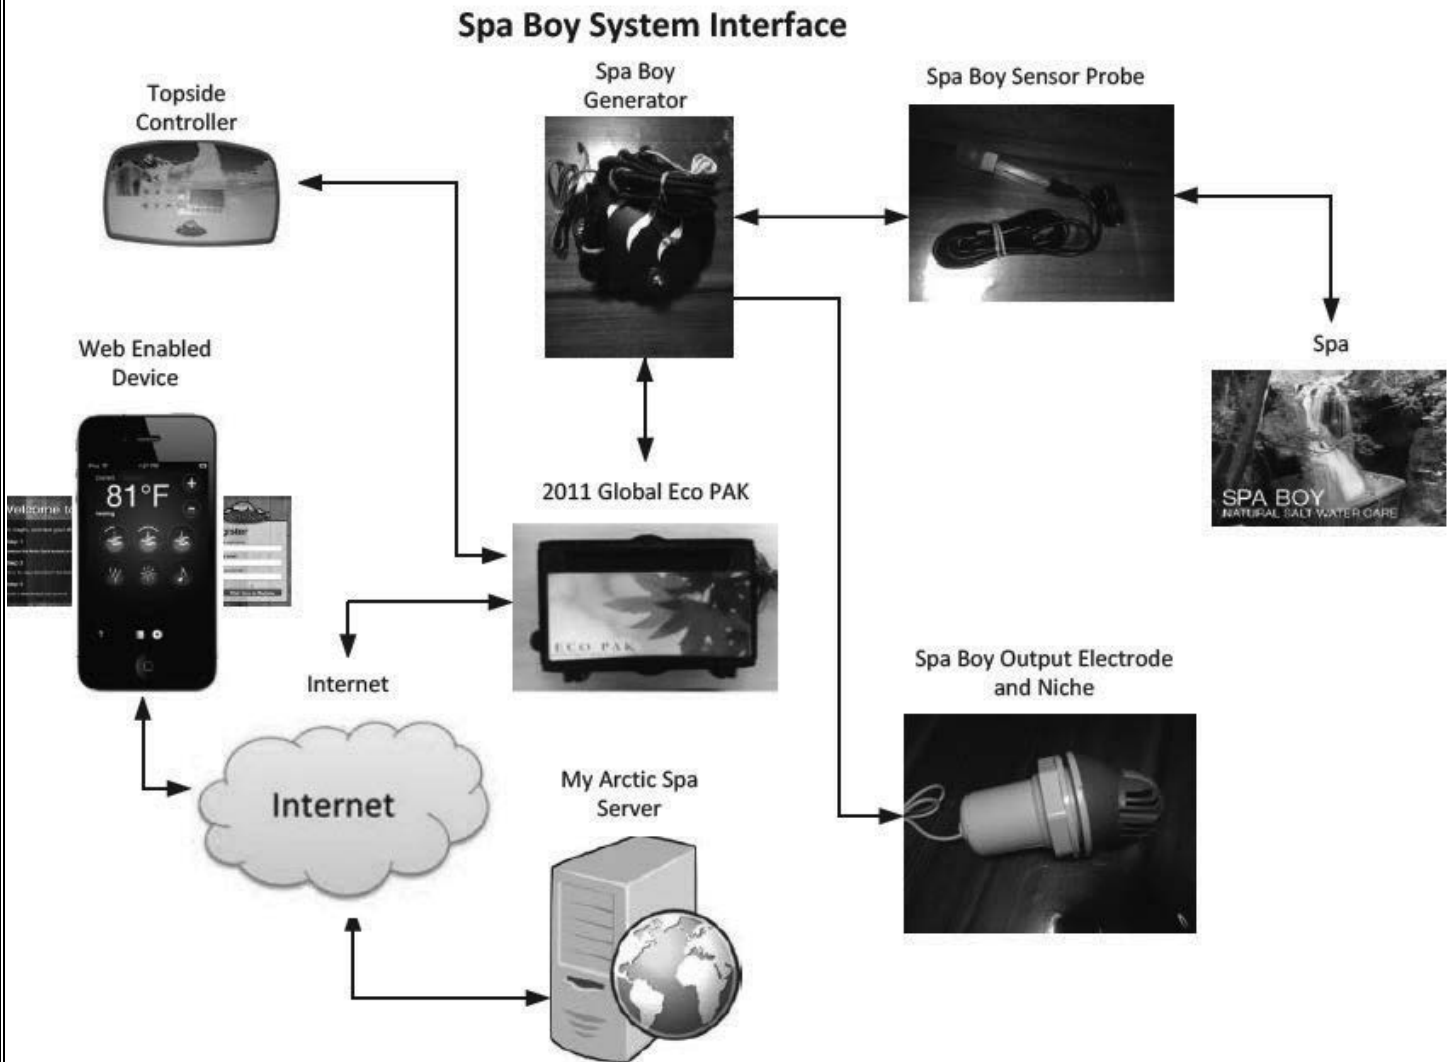 Spa Boy System Interface
Topside
Controller
Spa Boy
Generator
Spa Boy Sensor Probe
Web Enabled
Device
81°F
Spa
SPA BOY
NATURAL SALT WATER CARE
2011 Global Eco PAK
ECO PAK
Internet
Internet
Spa Boy Output Electrode
and Niche
My Arctic Spa
Server